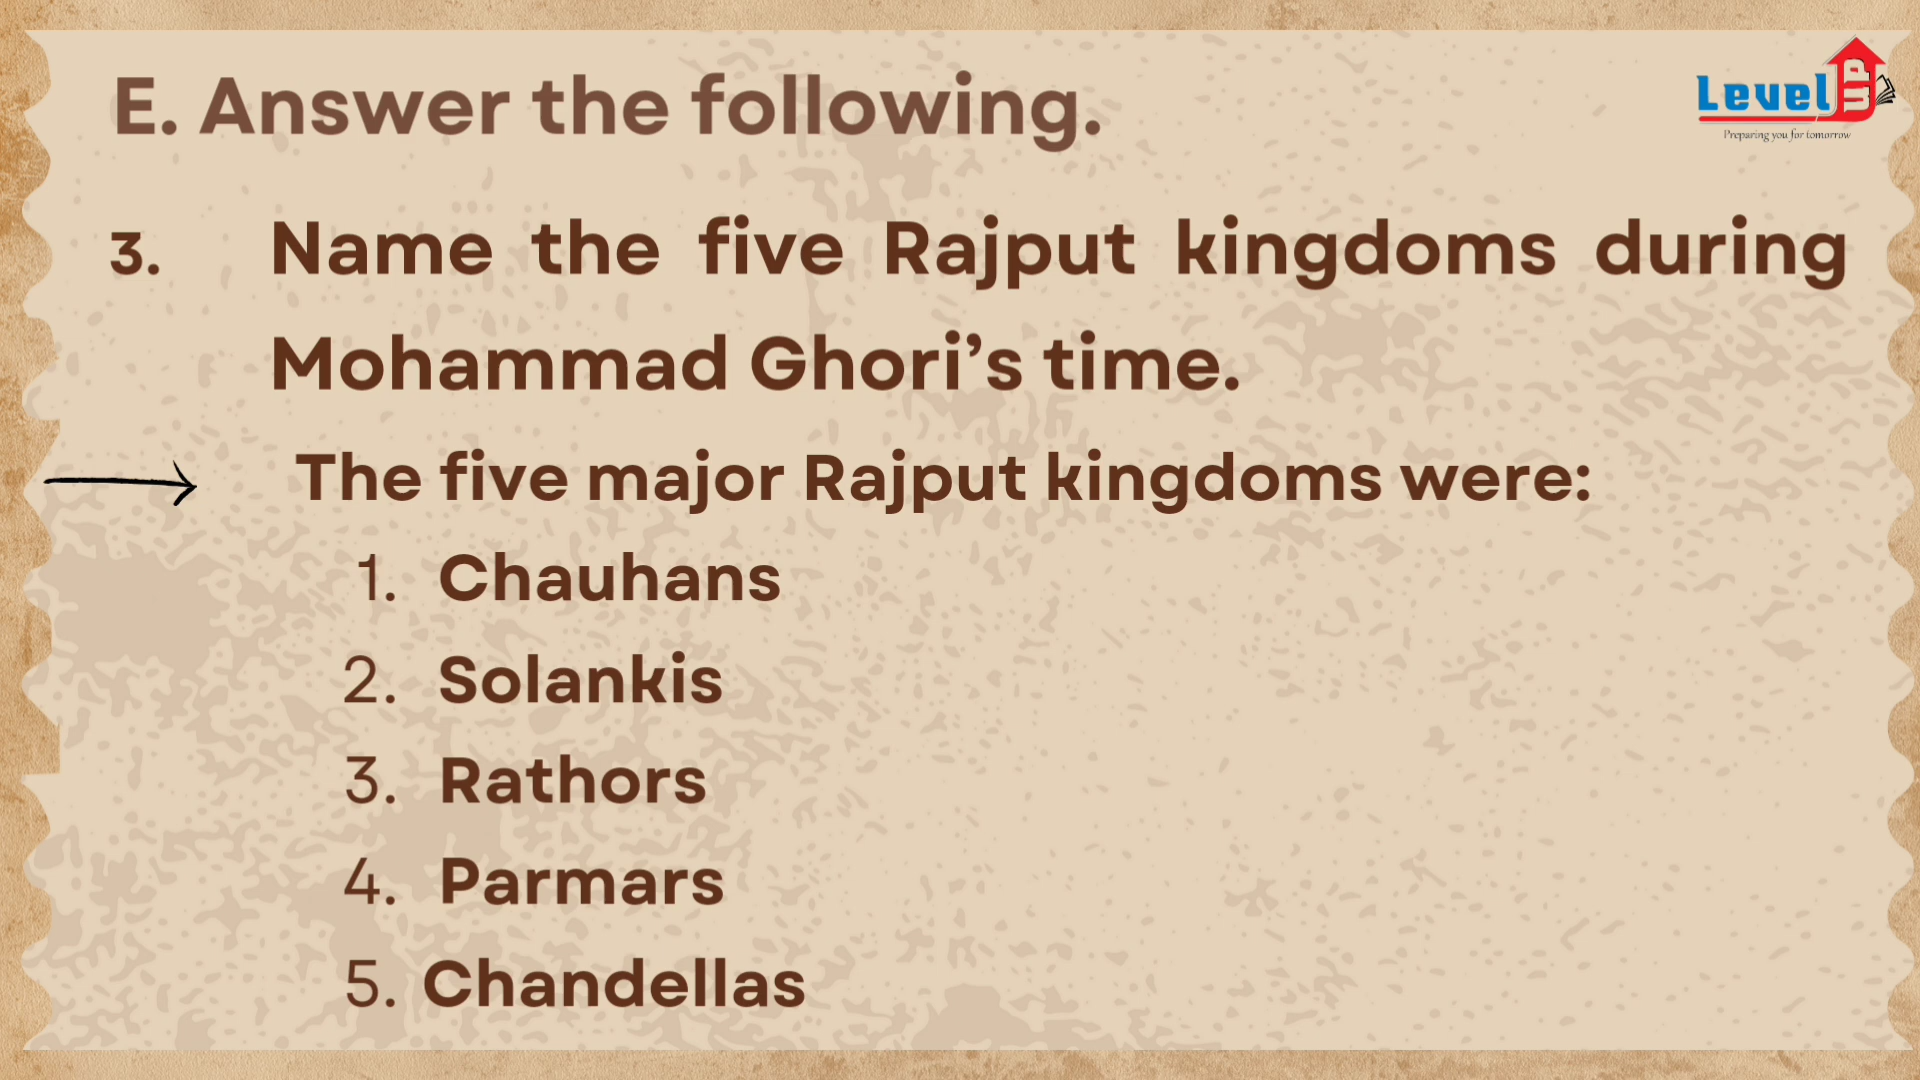 Level UP
Preparing you for tomorrow
E. Answer the following.
3. Name the five Rajput kingdoms during
Mohammad Ghori’s time.
The five major Rajput kingdoms were:
1. Chauhans
2. Solankis
3. Rathors
4. Parmars
5. Chandellas